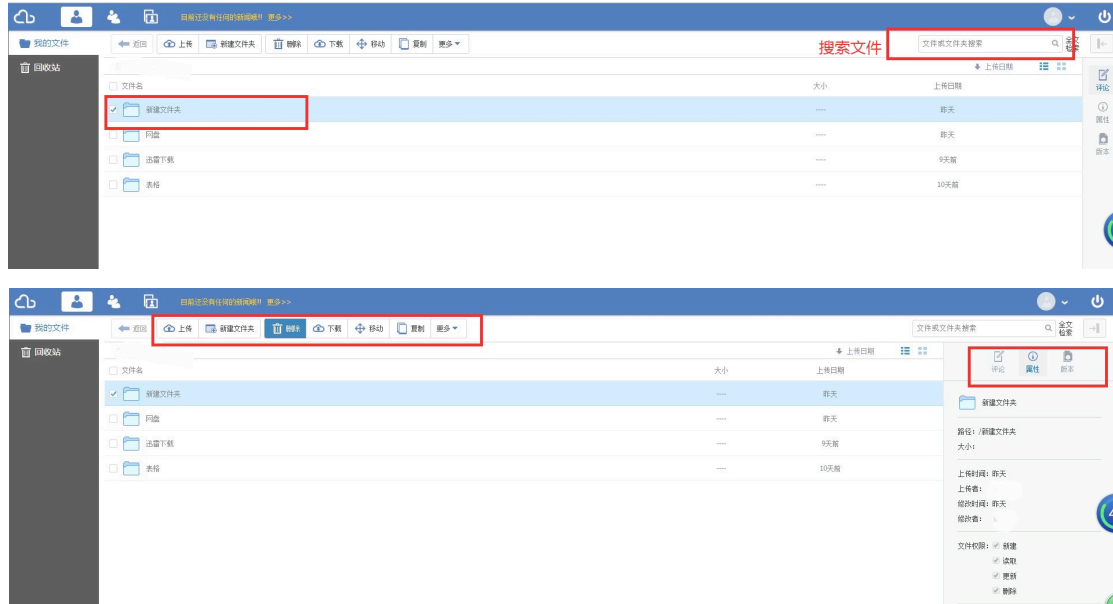 目前还没有任何的新闻哦!! 更多>>
我的文件 返回 上传 新建文件夹 删除 下载 移动 复制 更多 搜索文件 文件或文件夹搜索 全文检索
回收站 上传日期
评论
文件名 大小 上传日期
新建文件夹 ---- 昨天
属性
网盘 ---- 昨天
版本
迅雷下载 ---- 9天前
表格 ---- 10天前
目前还没有任何的新闻哦!! 更多>>
我的文件 返回 上传 新建文件夹 删除 下载 移动 复制 更多 文件或文件夹搜索 全文检索
回收站 上传日期
评论 属性 版本
文件名 大小 上传日期
新建文件夹 ---- 昨天
新建文件夹
网盘 ---- 昨天
路径: /新建文件夹
迅雷下载 ---- 9天前
大小:
表格 ---- 10天前
上传时间: 昨天
上传者:
修改时间: 昨天
修改者:
文件权限: 新建
读取
更新
删除